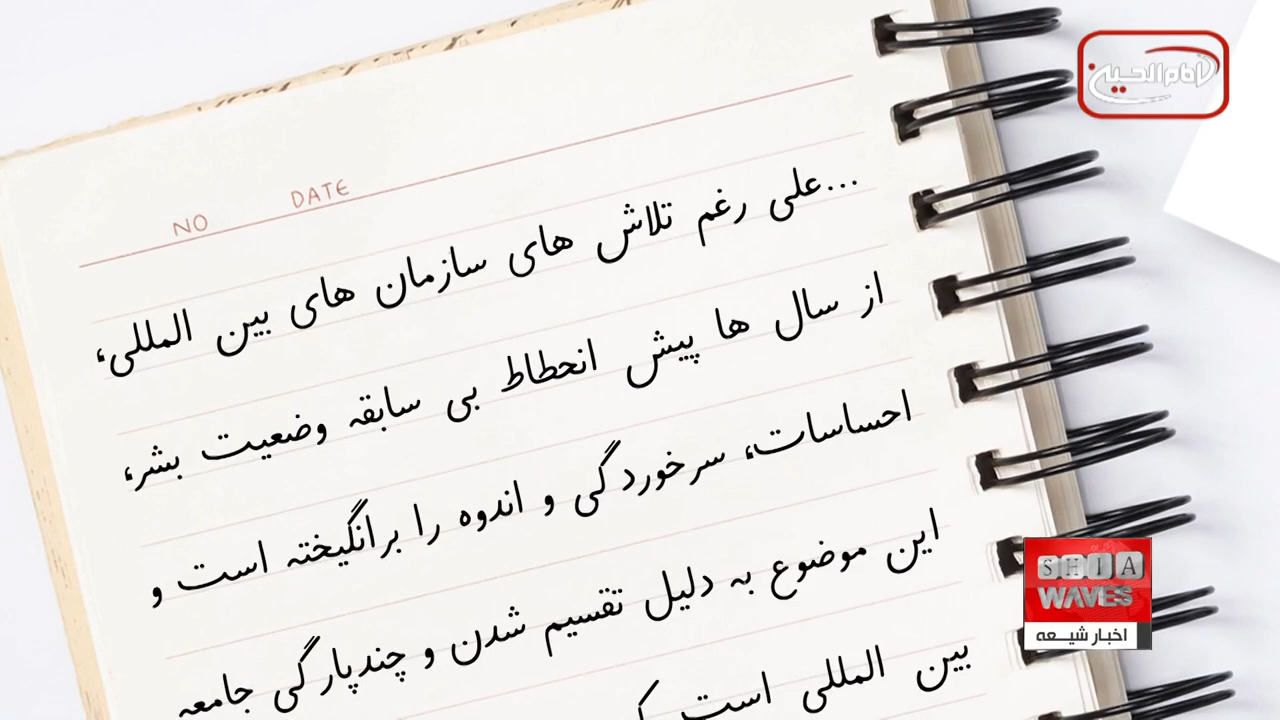 امام الحسین
NO DATE
...علی رغم تلاش های سازمان های بین المللی،
از سال ها پیش انحطاط بی سابقه وضعیت بشر،
احساسات، سرخوردگی و اندوه را برانگیخته است و
این موضوع به دلیل تقسیم شدن و چندپارگی جامعه
بین المللی است
SHIA
WAVES
اخبار شیعه